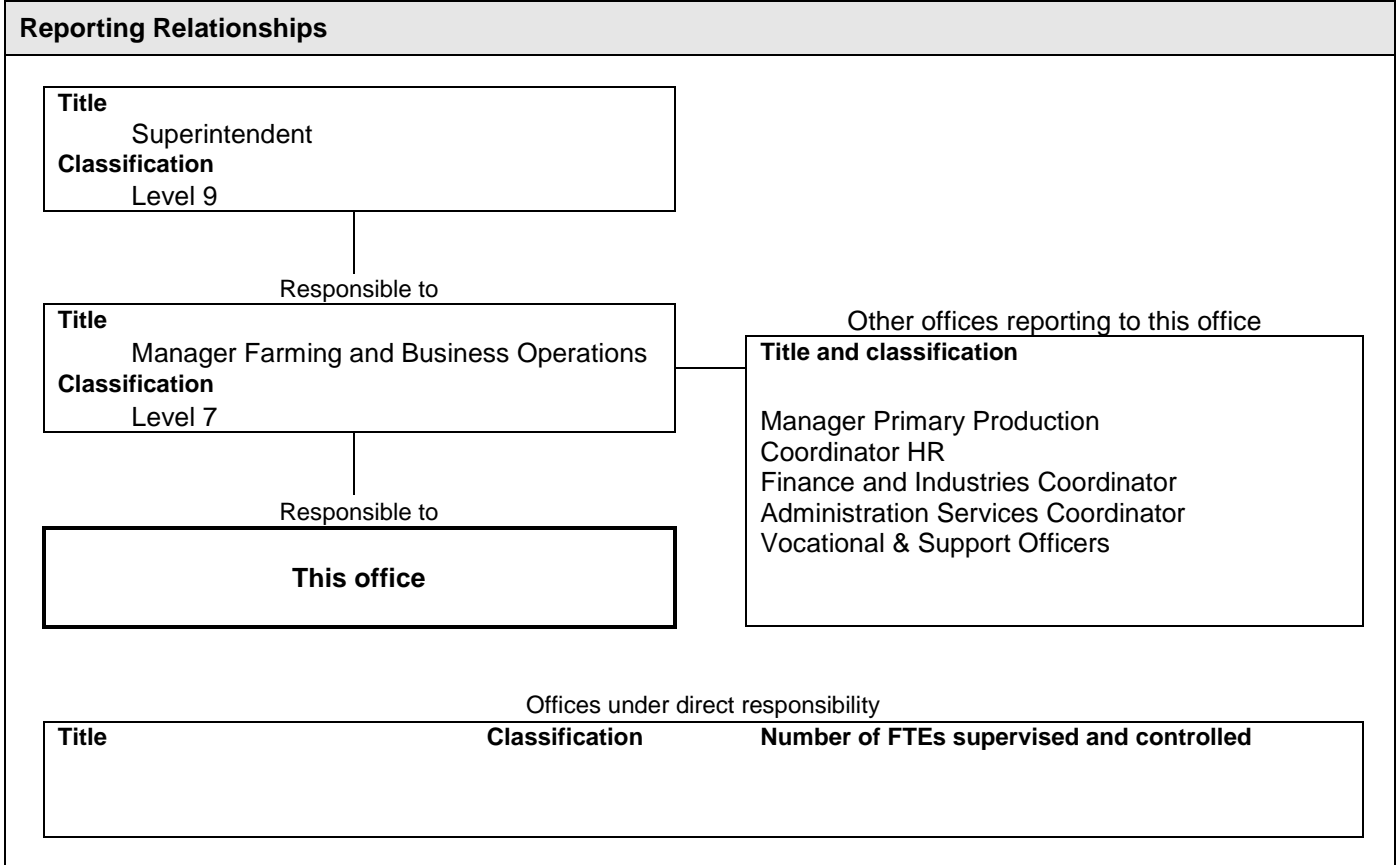 Reporting Relationships
Title
Superintendent
Classification
Level 9
Responsible to
Title
Manager Farming and Business Operations
Classification
Level 7
Other offices reporting to this office
Title and classification
Manager Primary Production
Coordinator HR
Finance and Industries Coordinator
Administration Services Coordinator
Vocational & Support Officers
Responsible to
This office
Offices under direct responsibility
Title Classification Number of FTEs supervised and controlled